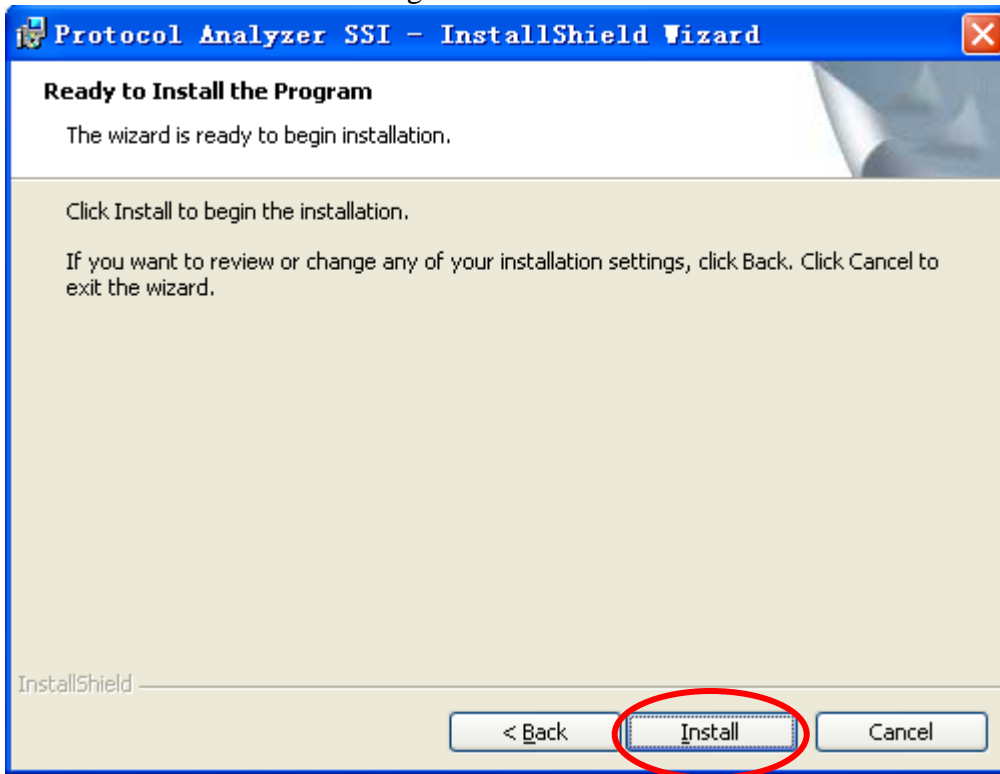 Protocol Analyzer SSI - InstallShield Wizard
Ready to Install the Program
The wizard is ready to begin installation.
Click Install to begin the installation.
If you want to review or change any of your installation settings, click Back. Click Cancel to
exit the wizard.
InstallShield
< Back Install Cancel